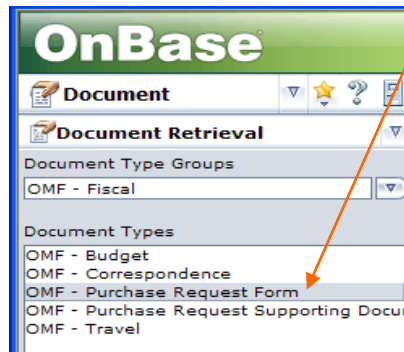 OnBase
Document
Document Retrieval
Document Type Groups
OMF - Fiscal
Document Types
OMF - Budget
OMF - Correspondence
OMF - Purchase Request Form
OMF - Purchase Request Supporting Docu
OMF - Travel